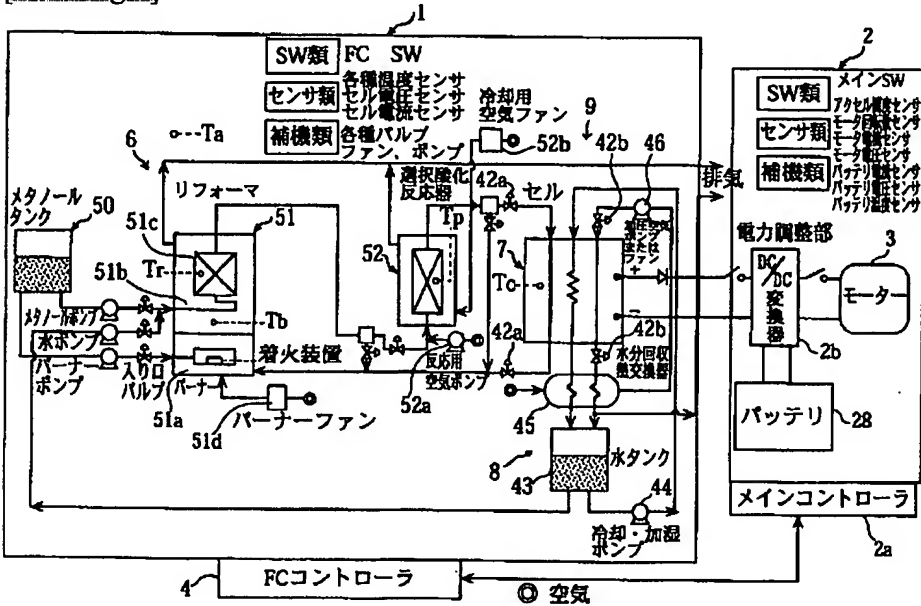 1
SW類 FC SW
センサ類 各種温度センサ
セル電圧センサ
セル電流センサ
補機類 各種バルブ
ファン、ポンプ
冷却用
空気ファン
52b
9
42b
46
2
メインSW
SW類
センサ類
補機類
アクセル開度センサ
モータ回転センサ
モータ電流センサ
モータ電圧センサ
バッテリ電流センサ
バッテリ電圧センサ
バッテリ温度センサ
Ta
6
リフォーマ
メタノール
タンク
50
51c
51
Tr
51b
Tb
メタノールポンプ
水ポンプ
バーナー
ポンプ
入り口
バルブ
着火装置
バーナー
51a
51d
バーナーファン
選択酸化
反応器
Tp
52
反応用
空気ポンプ
52a
42a
セル
7
Tc
+
−
42a
42b
水分回収
熱交換器
45
8
水タンク
43
44
冷却・加湿
ポンプ
排気
電力調整部
DC/DC
変換器
2b
3
モーター
バッテリ
28
メインコントローラ
2a
4
FCコントローラ
空気